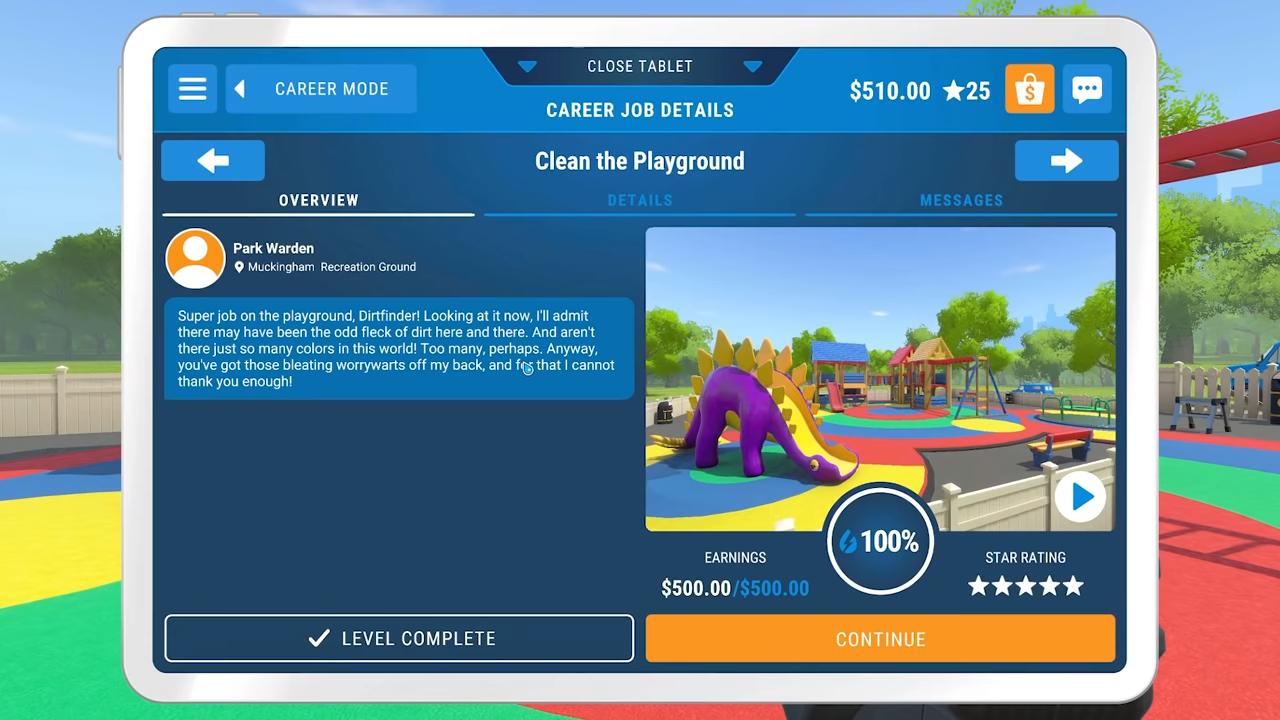 CLOSE TABLET
CAREER MODE
CAREER JOB DETAILS
$510.00 ★25
$
Clean the Playground
OVERVIEW
DETAILS
MESSAGES
Park Warden
Muckingham Recreation Ground
Super job on the playground, Dirtfinder! Looking at it now, I'll admit
there may have been the odd fleck of dirt here and there. And aren't
there just so many colors in this world! Too many, perhaps. Anyway,
you've got those bleating worrywarts off my back, and for that I cannot
thank you enough!
100%
EARNINGS
$500.00/$500.00
STAR RATING
★★★★★
LEVEL COMPLETE
CONTINUE